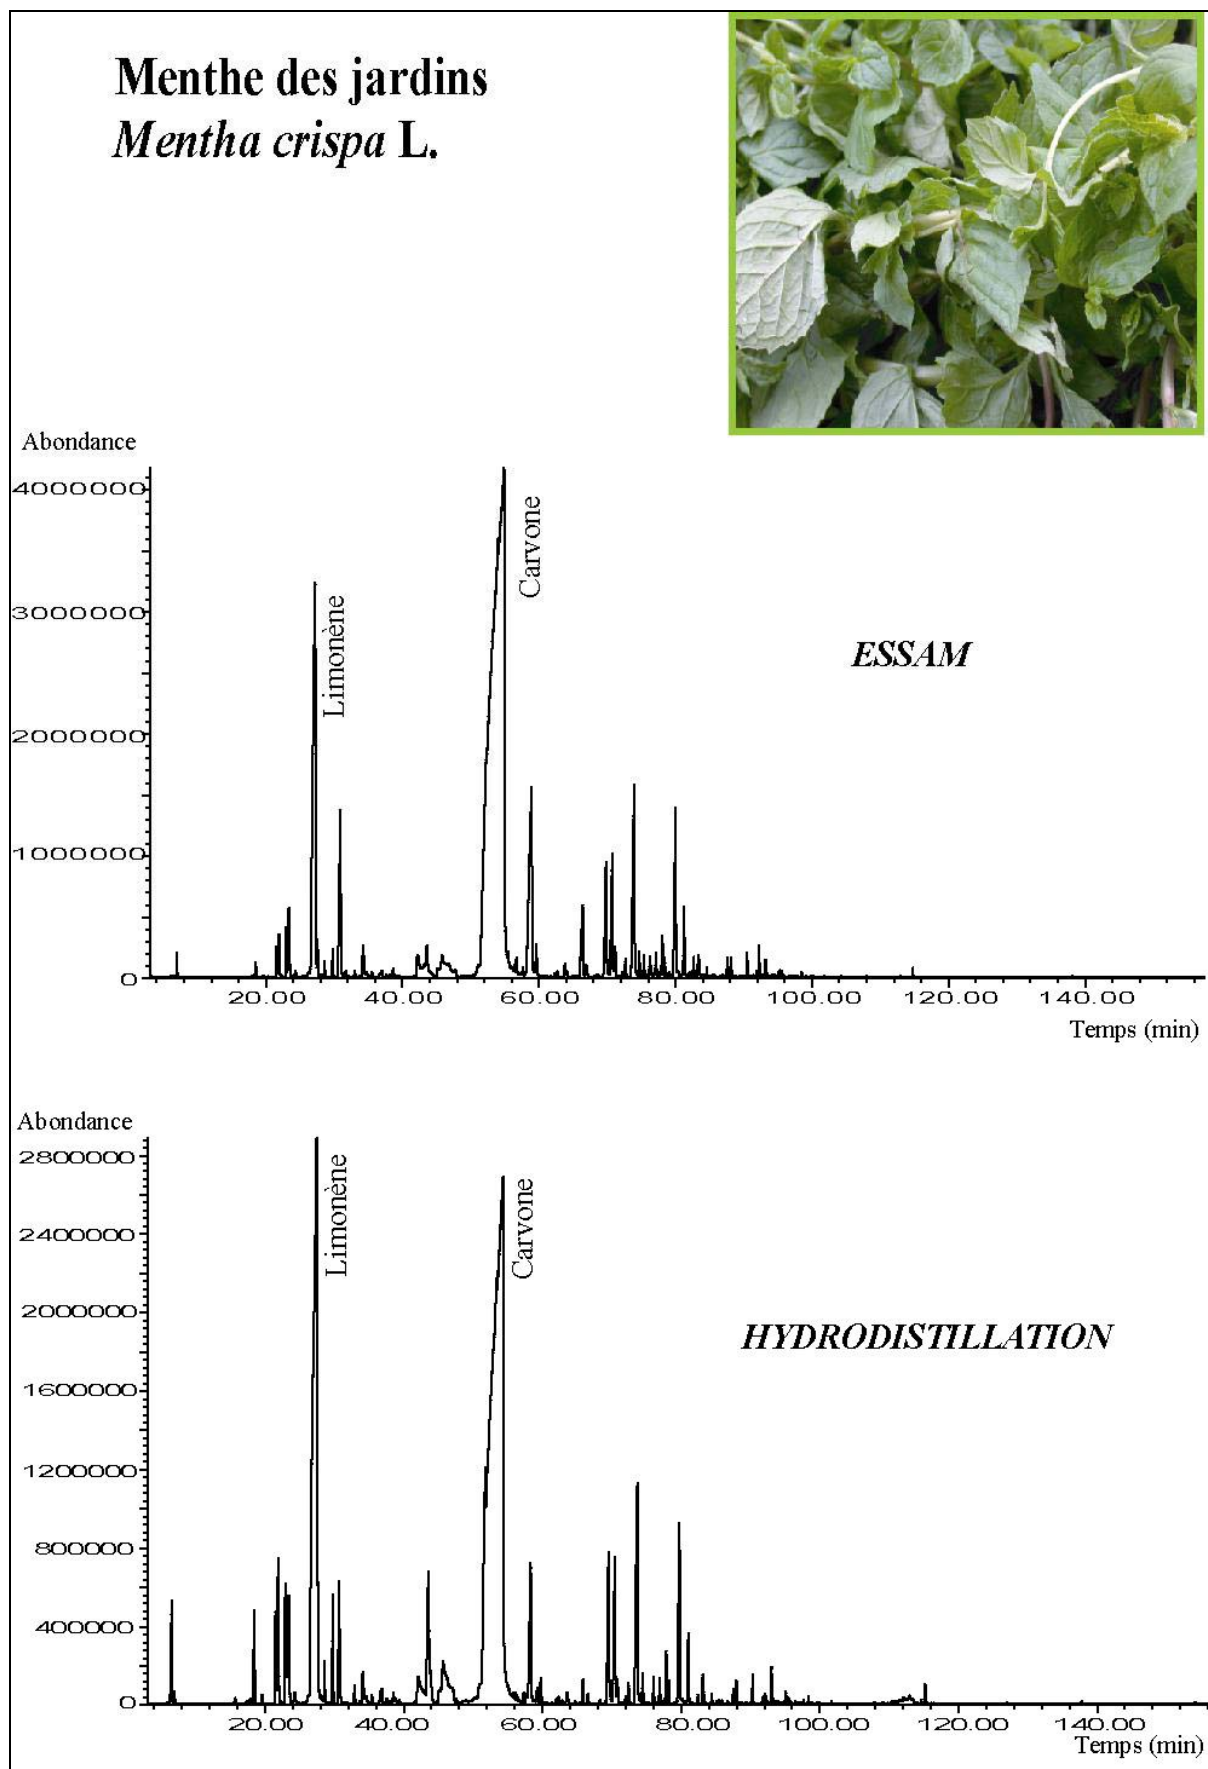 Menthe des jardins
Mentha crispa L.
Abondance
4000000
3000000
2000000
1000000
0
Limonène
Carvone
ESSAM
20.00 40.00 60.00 80.00 100.00 120.00 140.00
Temps (min)
Abondance
2800000
2400000
2000000
1600000
1200000
800000
400000
0
Limonène
Carvone
HYDRODISTILLATION
20.00 40.00 60.00 80.00 100.00 120.00 140.00
Temps (min)